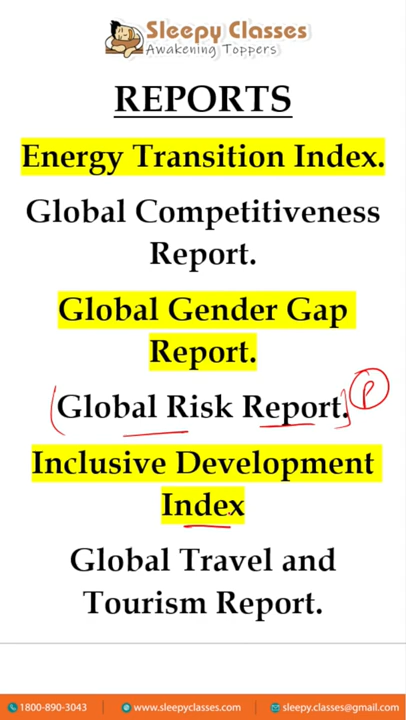 Sleepy Classes
Awakening Toppers
REPORTS
Energy Transition Index.
Global Competitiveness
Report.
Global Gender Gap
Report.
(Global Risk Report.) P
Inclusive Development
Index
Global Travel and
Tourism Report.
1800-890-3043 www.sleepyclasses.com sleepy.classes@gmail.com